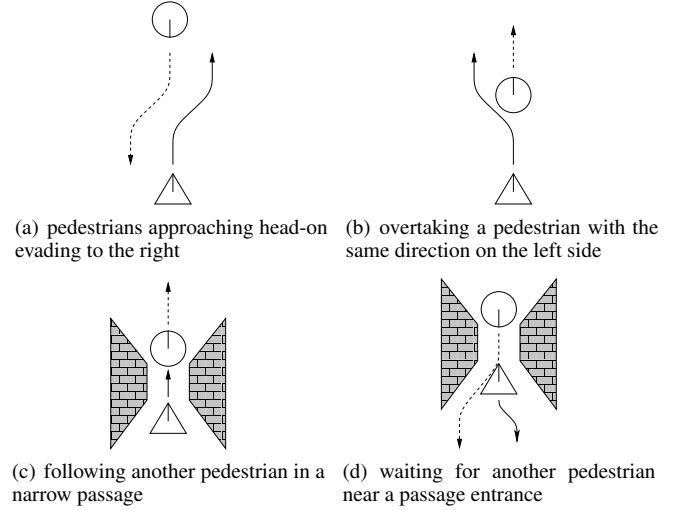 (a) pedestrians approaching head-on
evading to the right
(b) overtaking a pedestrian with the
same direction on the left side
(c) following another pedestrian in a
narrow passage
(d) waiting for another pedestrian
near a passage entrance